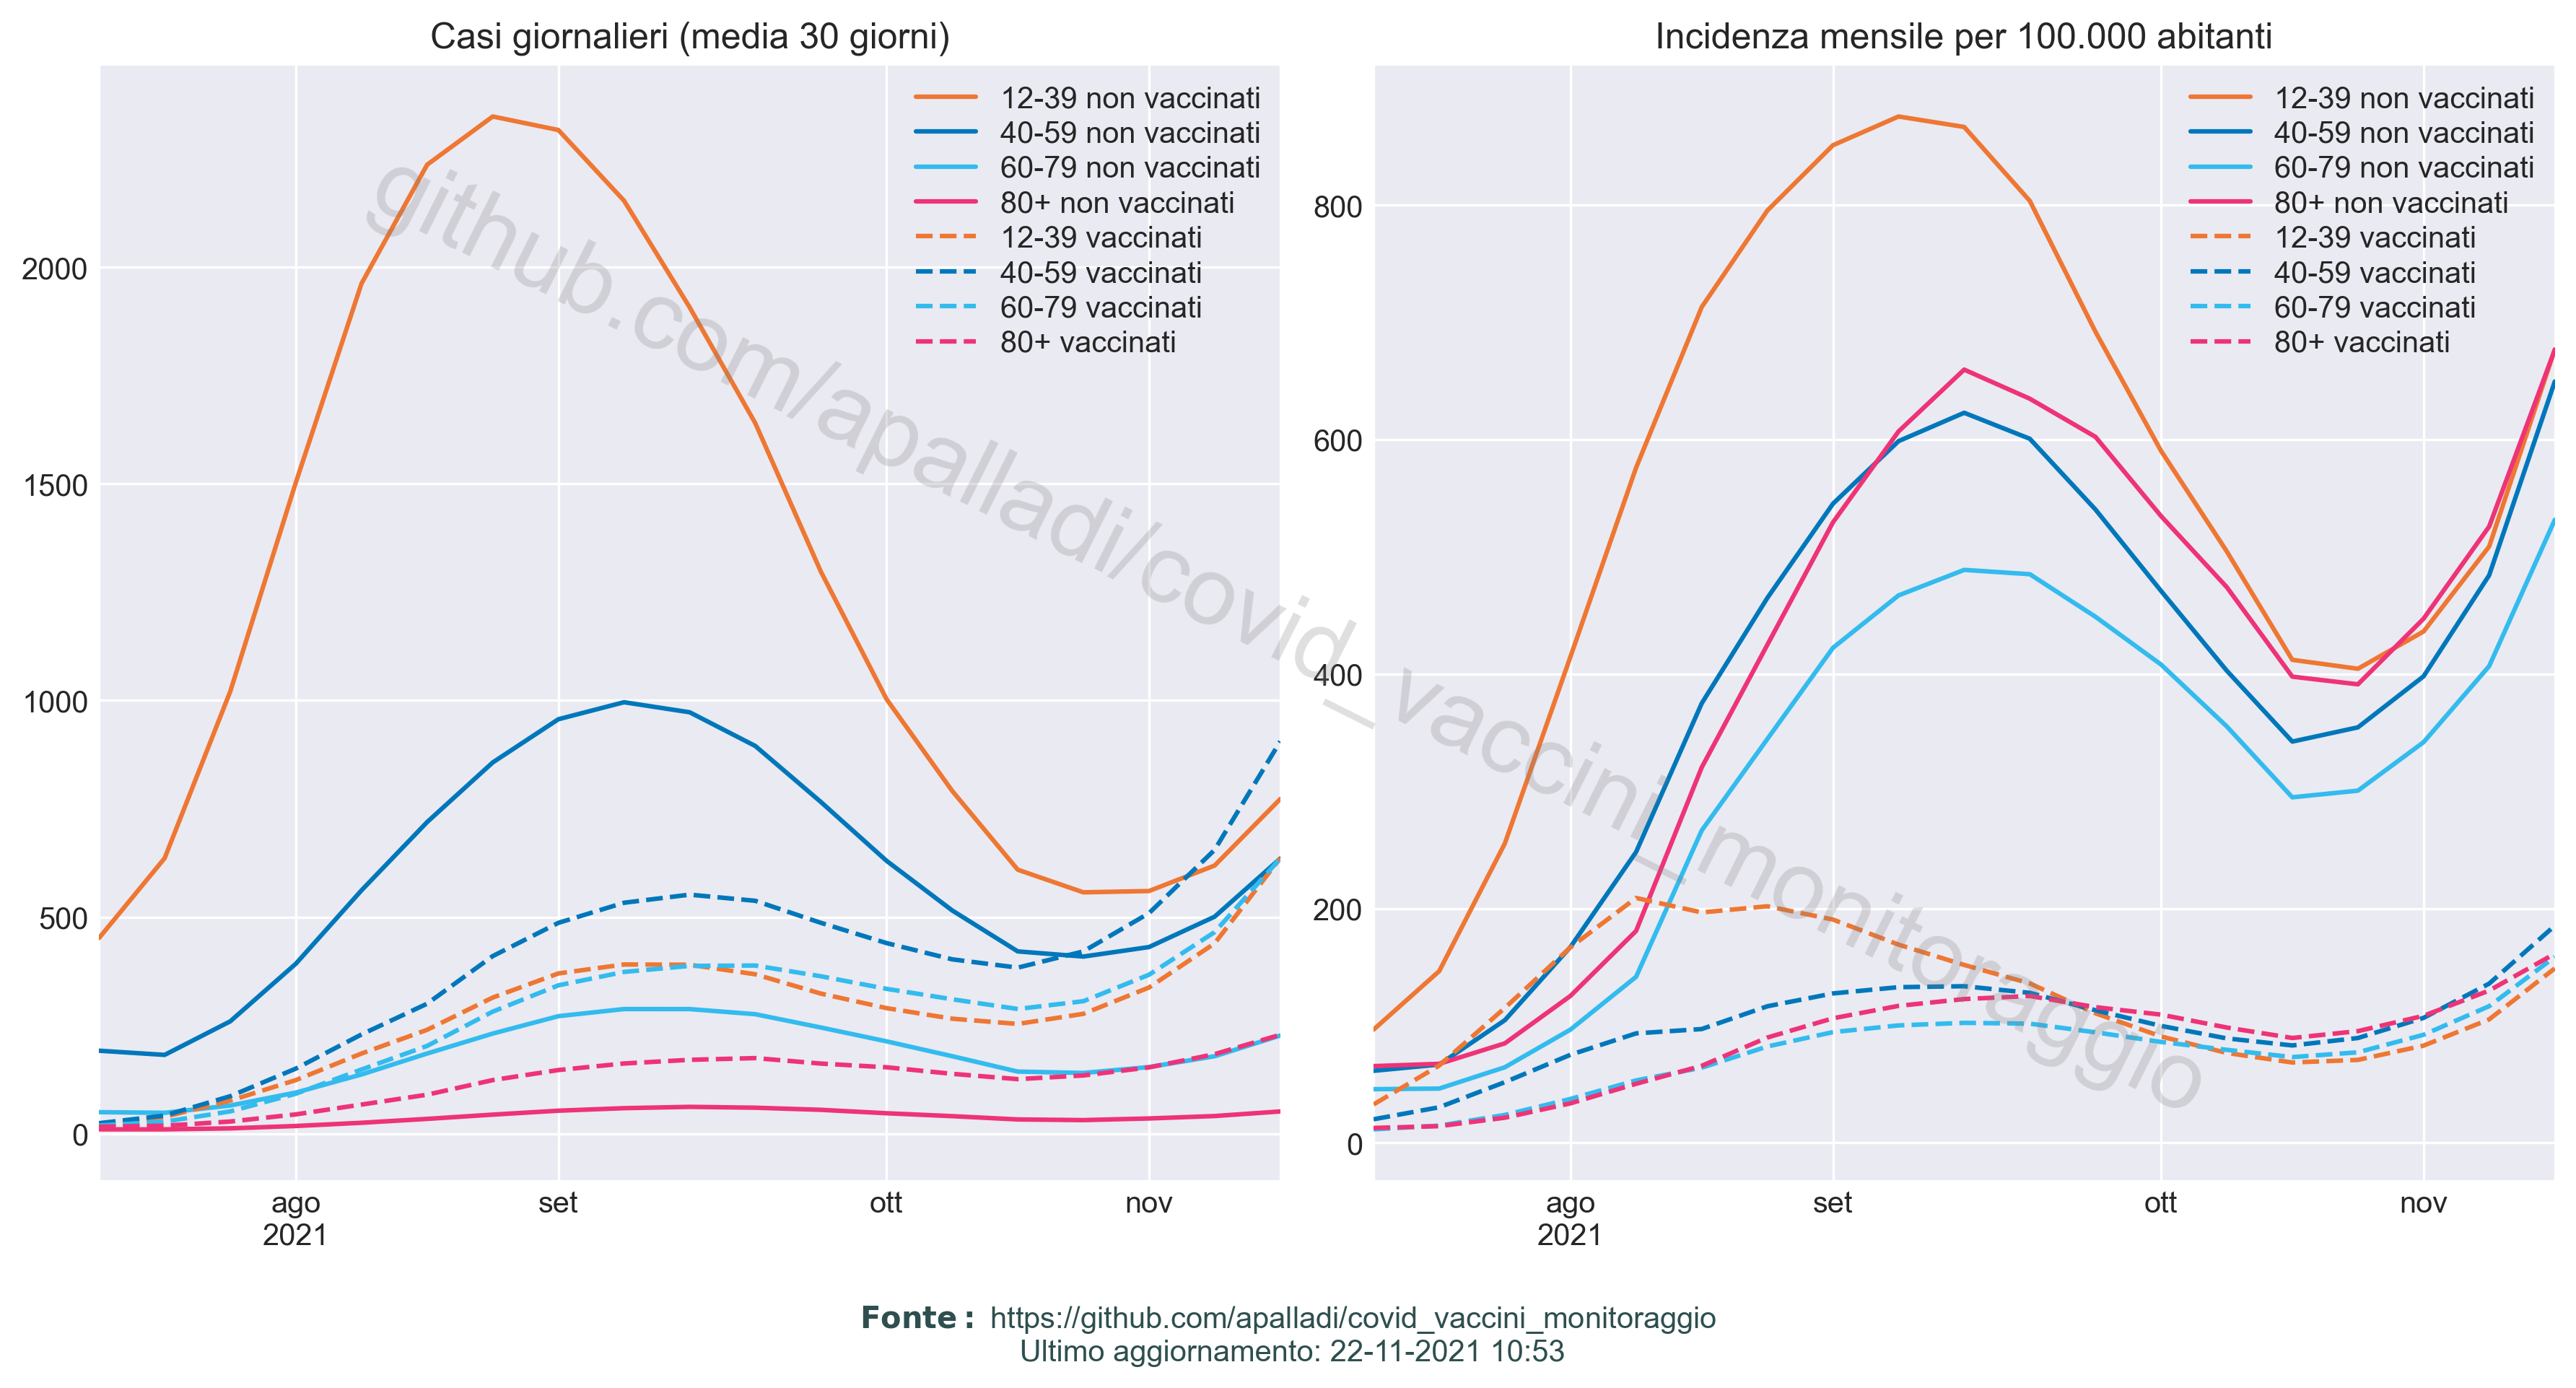 Casi giornalieri (media 30 giorni)
2000
1500
1000
500
0
ago
2021
set
ott
nov
12-39 non vaccinati
40-59 non vaccinati
60-79 non vaccinati
80+ non vaccinati
12-39 vaccinati
40-59 vaccinati
60-79 vaccinati
80+ vaccinati
Incidenza mensile per 100.000 abitanti
800
600
400
200
0
ago
2021
set
ott
nov
12-39 non vaccinati
40-59 non vaccinati
60-79 non vaccinati
80+ non vaccinati
12-39 vaccinati
40-59 vaccinati
60-79 vaccinati
80+ vaccinati
github.com/apalladi/covid_vaccini_monitoraggio
Fonte: https://github.com/apalladi/covid_vaccini_monitoraggio
Ultimo aggiornamento: 22-11-2021 10:53